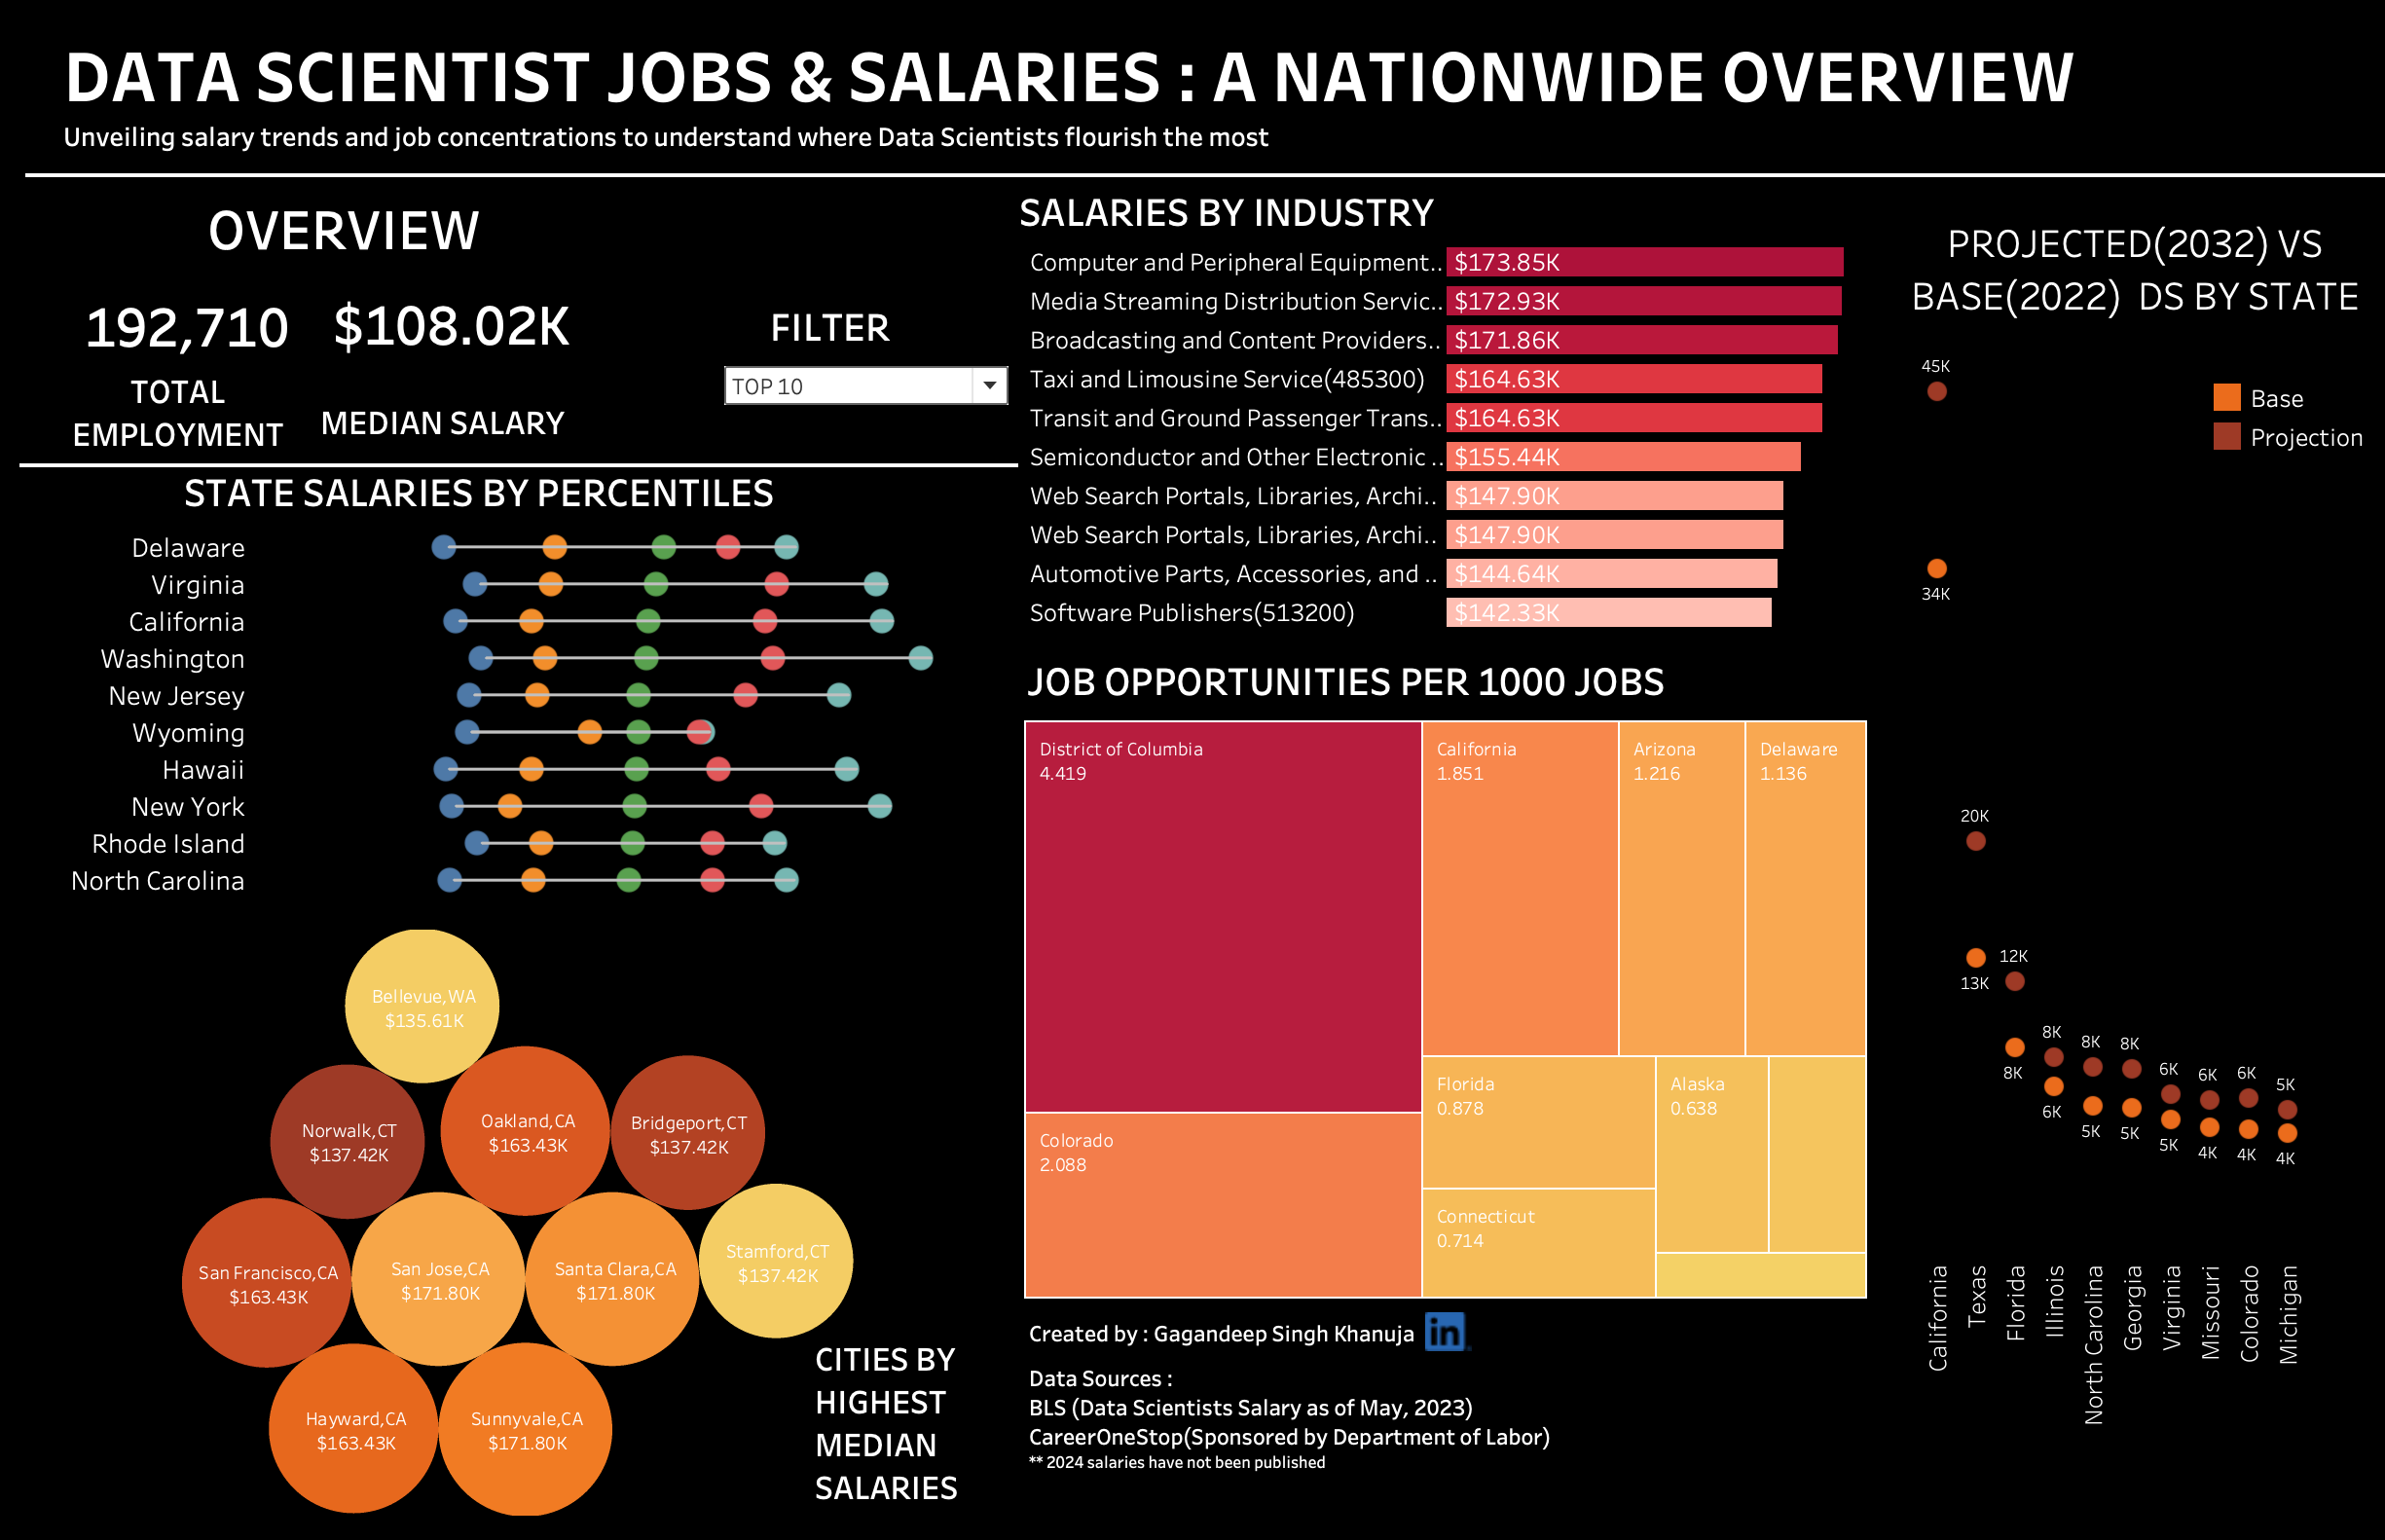 DATA SCIENTIST JOBS & SALARIES : A NATIONWIDE OVERVIEW
Unveiling salary trends and job concentrations to understand where Data Scientists flourish the most
OVERVIEW
192,710
TOTAL
EMPLOYMENT
$108.02K
MEDIAN SALARY
FILTER
TOP 10
STATE SALARIES BY PERCENTILES
Delaware
Virginia
California
Washington
New Jersey
Wyoming
Hawaii
New York
Rhode Island
North Carolina
Bellevue,WA
$135.61K
Norwalk,CT
$137.42K
Oakland,CA
$163.43K
Bridgeport,CT
$137.42K
San Francisco,CA
$163.43K
San Jose,CA
$171.80K
Santa Clara,CA
$171.80K
Stamford,CT
$137.42K
Hayward,CA
$163.43K
Sunnyvale,CA
$171.80K
CITIES BY
HIGHEST
MEDIAN
SALARIES
SALARIES BY INDUSTRY
Computer and Peripheral Equipment.. $173.85K
Media Streaming Distribution Servic.. $172.93K
Broadcasting and Content Providers.. $171.86K
Taxi and Limousine Service(485300) $164.63K
Transit and Ground Passenger Trans.. $164.63K
Semiconductor and Other Electronic .. $155.44K
Web Search Portals, Libraries, Archi.. $147.90K
Web Search Portals, Libraries, Archi.. $147.90K
Automotive Parts, Accessories, and .. $144.64K
Software Publishers(513200) $142.33K
JOB OPPORTUNITIES PER 1000 JOBS
District of Columbia
4.419
Colorado
2.088
California
1.851
Arizona
1.216
Delaware
1.136
Florida
0.878
Connecticut
0.714
Alaska
0.638
Created by : Gagandeep Singh Khanuja in
Data Sources :
BLS (Data Scientists Salary as of May, 2023)
CareerOneStop(Sponsored by Department of Labor)
** 2024 salaries have not been published
PROJECTED(2032) VS
BASE(2022) DS BY STATE
Base
Projection
45K
34K
20K
13K
12K
8K
8K
6K
8K
5K
8K
5K
6K
5K
6K
4K
6K
4K
5K
4K
California
Texas
Florida
Illinois
North Carolina
Georgia
Virginia
Missouri
Colorado
Michigan